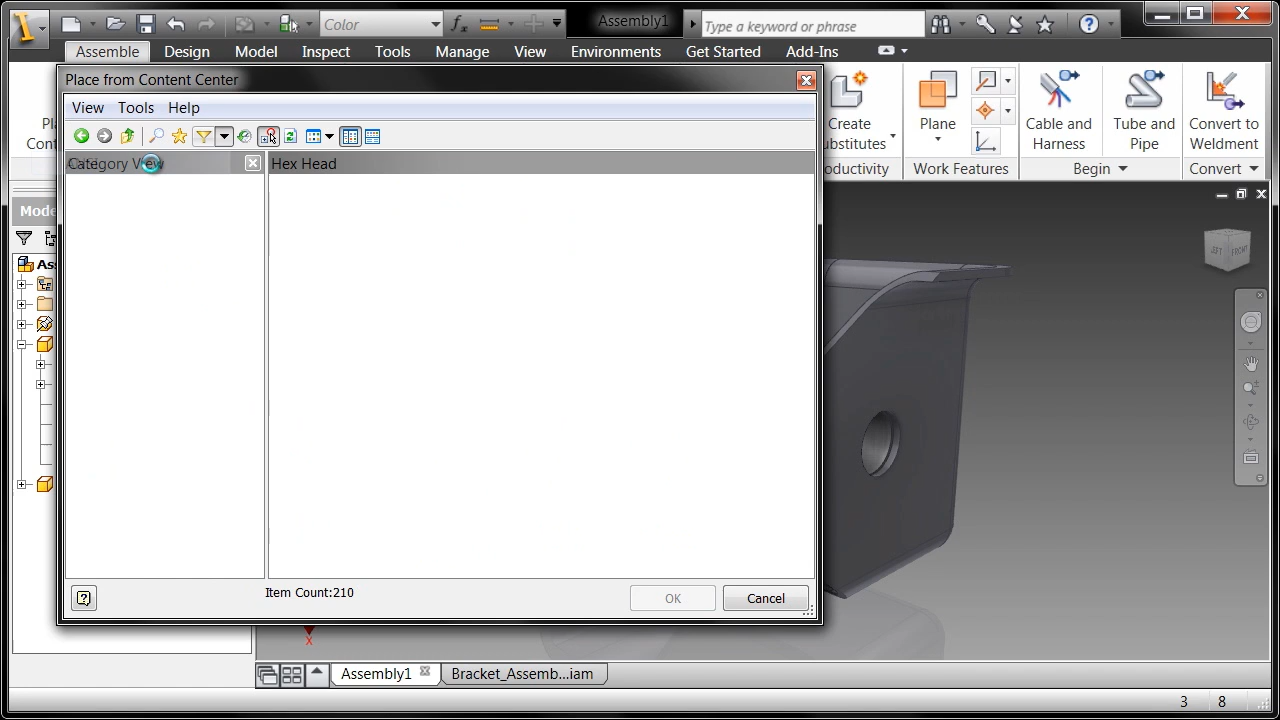 Color
Assembly1
Type a keyword or phrase
Assemble Design Model Inspect Tools Manage View Environments Get Started Add-Ins
Place from Content Center
View Tools Help
Category View
Hex Head
Create
Plane
Cable and
Harness
Tube and
Pipe
Convert to
Weldment
Work Features
Begin
Convert
LEFT FRONT
Item Count:210
OK
Cancel
X
Assembly1
Bracket_Assemb...iam
3 8